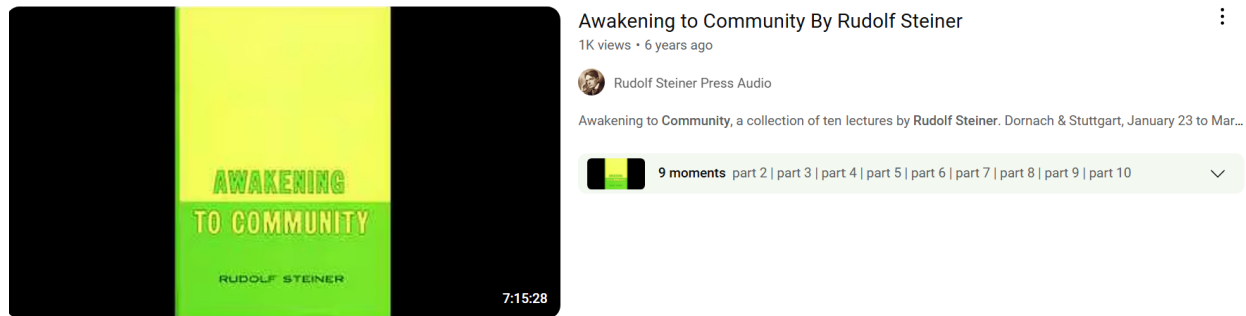 AWAKENING
TO COMMUNITY
RUDOLF STEINER
7:15:28
Awakening to Community By Rudolf Steiner
1K views • 6 years ago
Rudolf Steiner Press Audio
Awakening to Community, a collection of ten lectures by Rudolf Steiner. Dornach & Stuttgart, January 23 to Mar...
9 moments part 2 | part 3 | part 4 | part 5 | part 6 | part 7 | part 8 | part 9 | part 10